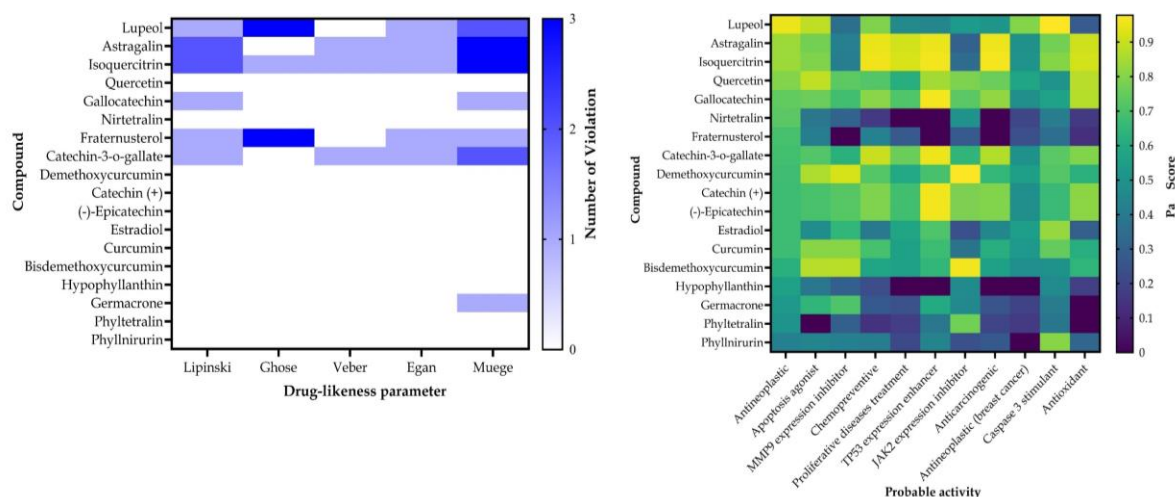 Compound
Lupeol
Astragalin
Isoquercitrin
Quercetin
Gallocatechin
Nirtetralin
Fraternusterol
Catechin-3-o-gallate
Demethoxycurcumin
Catechin (+)
(-)-Epicatechin
Estradiol
Curcumin
Bisdemethoxycurcumin
Hypophyllanthin
Germacrone
Phyltetralin
Phyllnirurin
Lipinski Ghose Veber Egan Muege
Drug-likeness parameter
3
2
1
0
Number of Violation
Compound
Lupeol
Astragalin
Isoquercitrin
Quercetin
Gallocatechin
Nirtetralin
Fraternusterol
Catechin-3-o-gallate
Demethoxycurcumin
Catechin (+)
(-)-Epicatechin
Estradiol
Curcumin
Bisdemethoxycurcumin
Hypophyllanthin
Germacrone
Phyltetralin
Phyllnirurin
Antineoplastic
Apoptosis agonist
MMP9 expression inhibitor
Chemopreventive
Proliferative diseases treatment
TP53 expression enhancer
JAK2 expression inhibitor
Anticarcinogenic
Antineoplastic (breast cancer)
Caspase 3 stimulant
Antioxidant
Probable activity
0.9
0.8
0.7
0.6
0.5
0.4
0.3
0.2
0.1
0
Pa Score